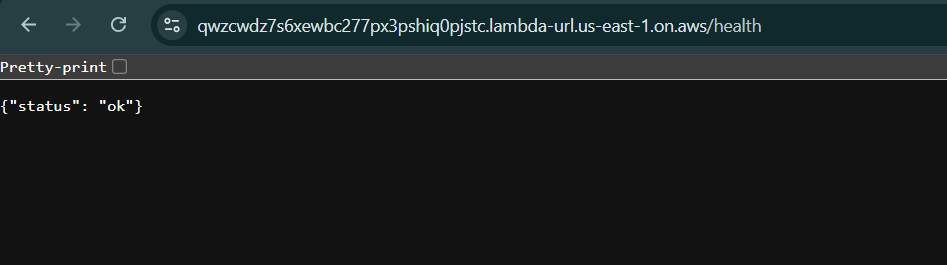 qwzcwdz7s6xewbc277px3pshiq0pjstc.lambda-url.us-east-1.on.aws/health
Pretty-print
{"status": "ok"}